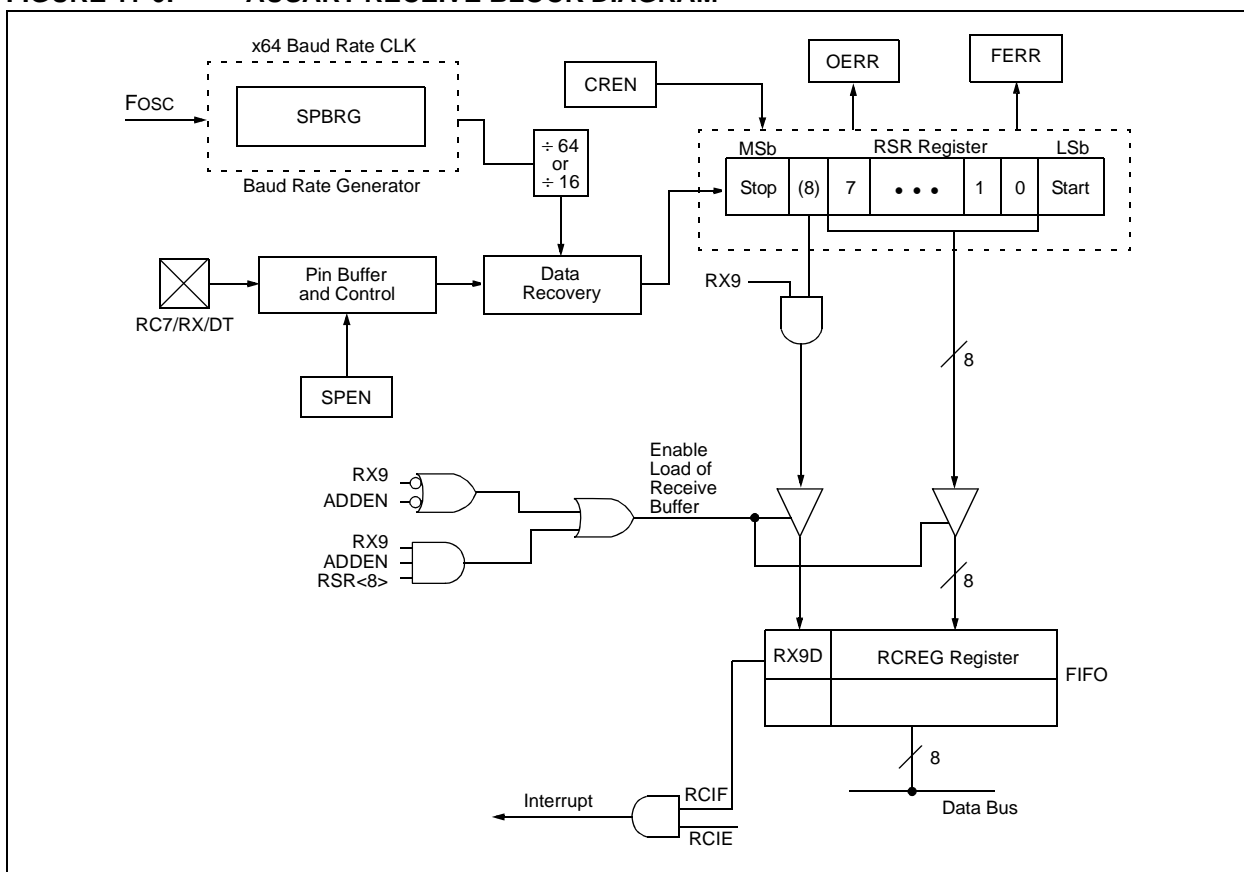 FIGURE 17-6: AUSART RECEIVE BLOCK DIAGRAM
x64 Baud Rate CLK
FOSC
SPBRG
Baud Rate Generator
÷ 64
or
÷ 16
CREN
OERR
FERR
MSb
RSR Register
LSb
Stop
(8)
7
• • •
1
0
Start
RC7/RX/DT
Pin Buffer
and Control
Data
Recovery
SPEN
RX9
8
RX9
ADDEN
RX9
ADDEN
RSR<8>
Enable
Load of
Receive
Buffer
8
RX9D
RCREG Register
FIFO
8
Data Bus
Interrupt
RCIF
RCIE